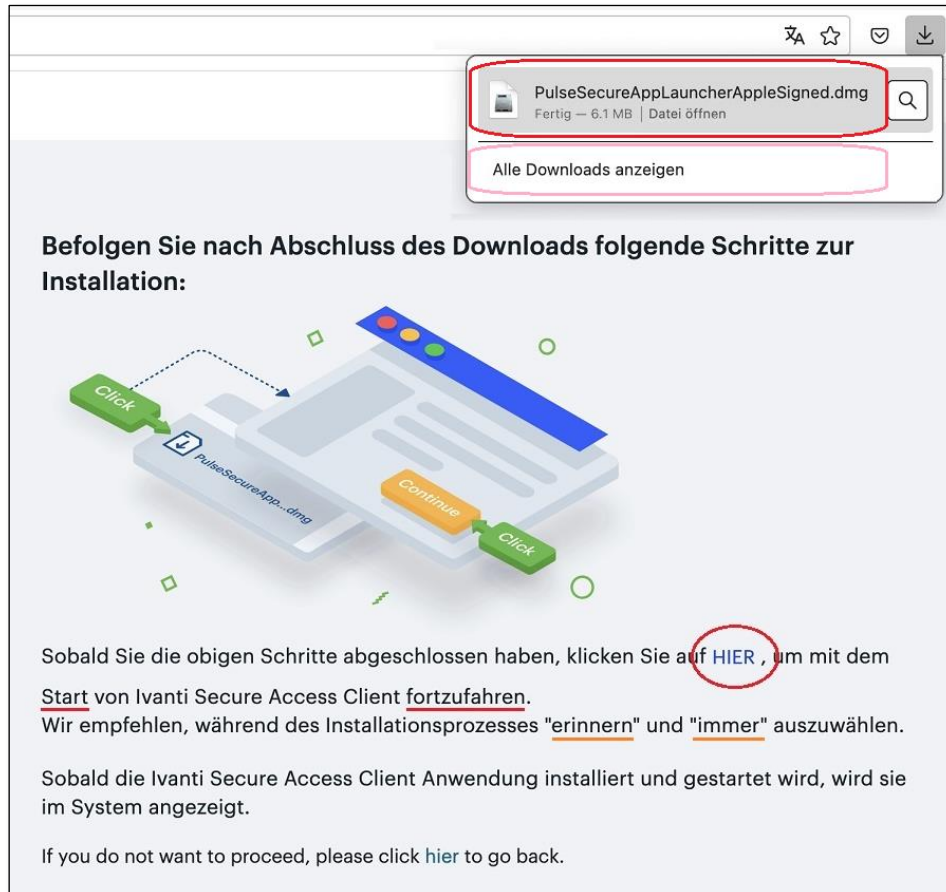 PulseSecureAppLauncherAppleSigned.dmg
Fertig — 6.1 MB | Datei öffnen
Alle Downloads anzeigen
Befolgen Sie nach Abschluss des Downloads folgende Schritte zur
Installation:
Click
PulseSecureApp...dmg
Continue
Click
Sobald Sie die obigen Schritte abgeschlossen haben, klicken Sie auf HIER , um mit dem
Start von Ivanti Secure Access Client fortzufahren.
Wir empfehlen, während des Installationsprozesses "erinnern" und "immer" auszuwählen.
Sobald die Ivanti Secure Access Client Anwendung installiert und gestartet wird, wird sie
im System angezeigt.
If you do not want to proceed, please click hier to go back.